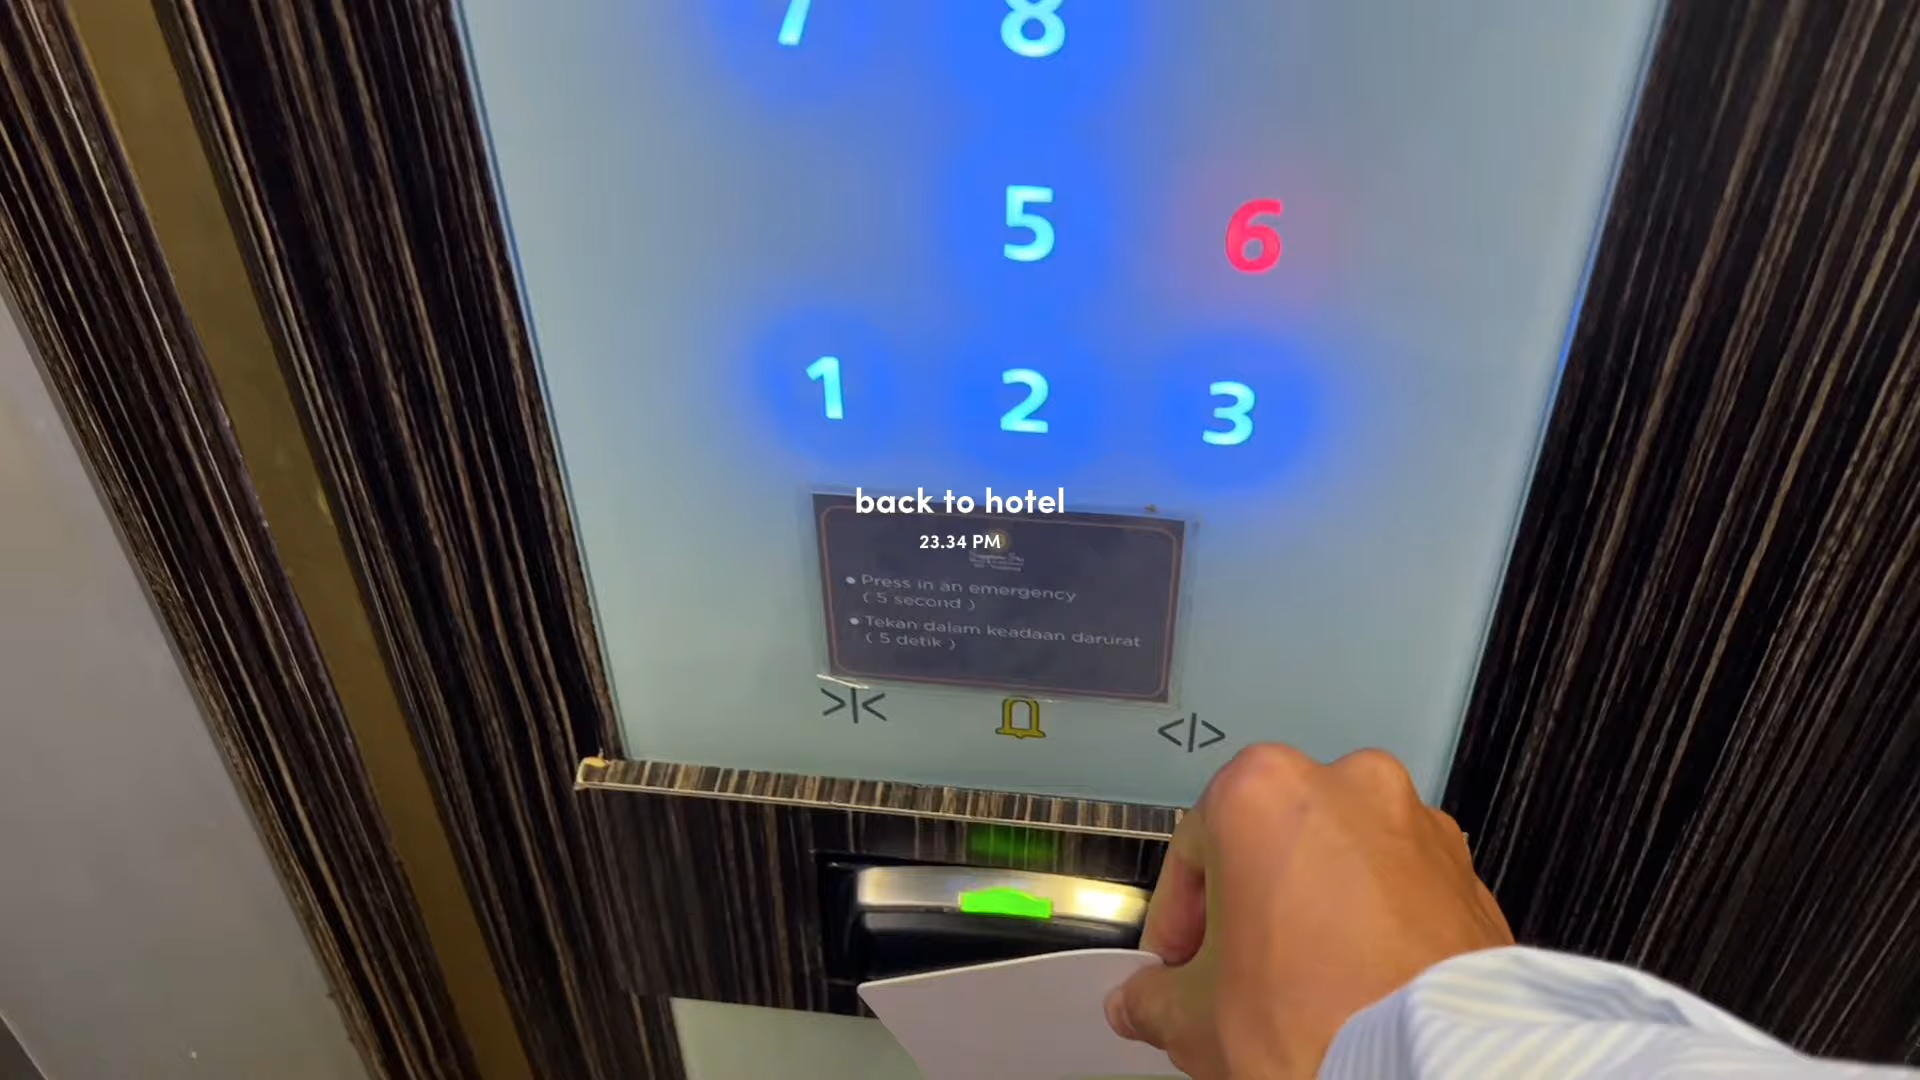 7 8
5 6
1 2 3
back to hotel
23.34 PM
Press in an emergency
( 5 second )
Tekan dalam keadaan darurat
( 5 detik )
>|<
<|>